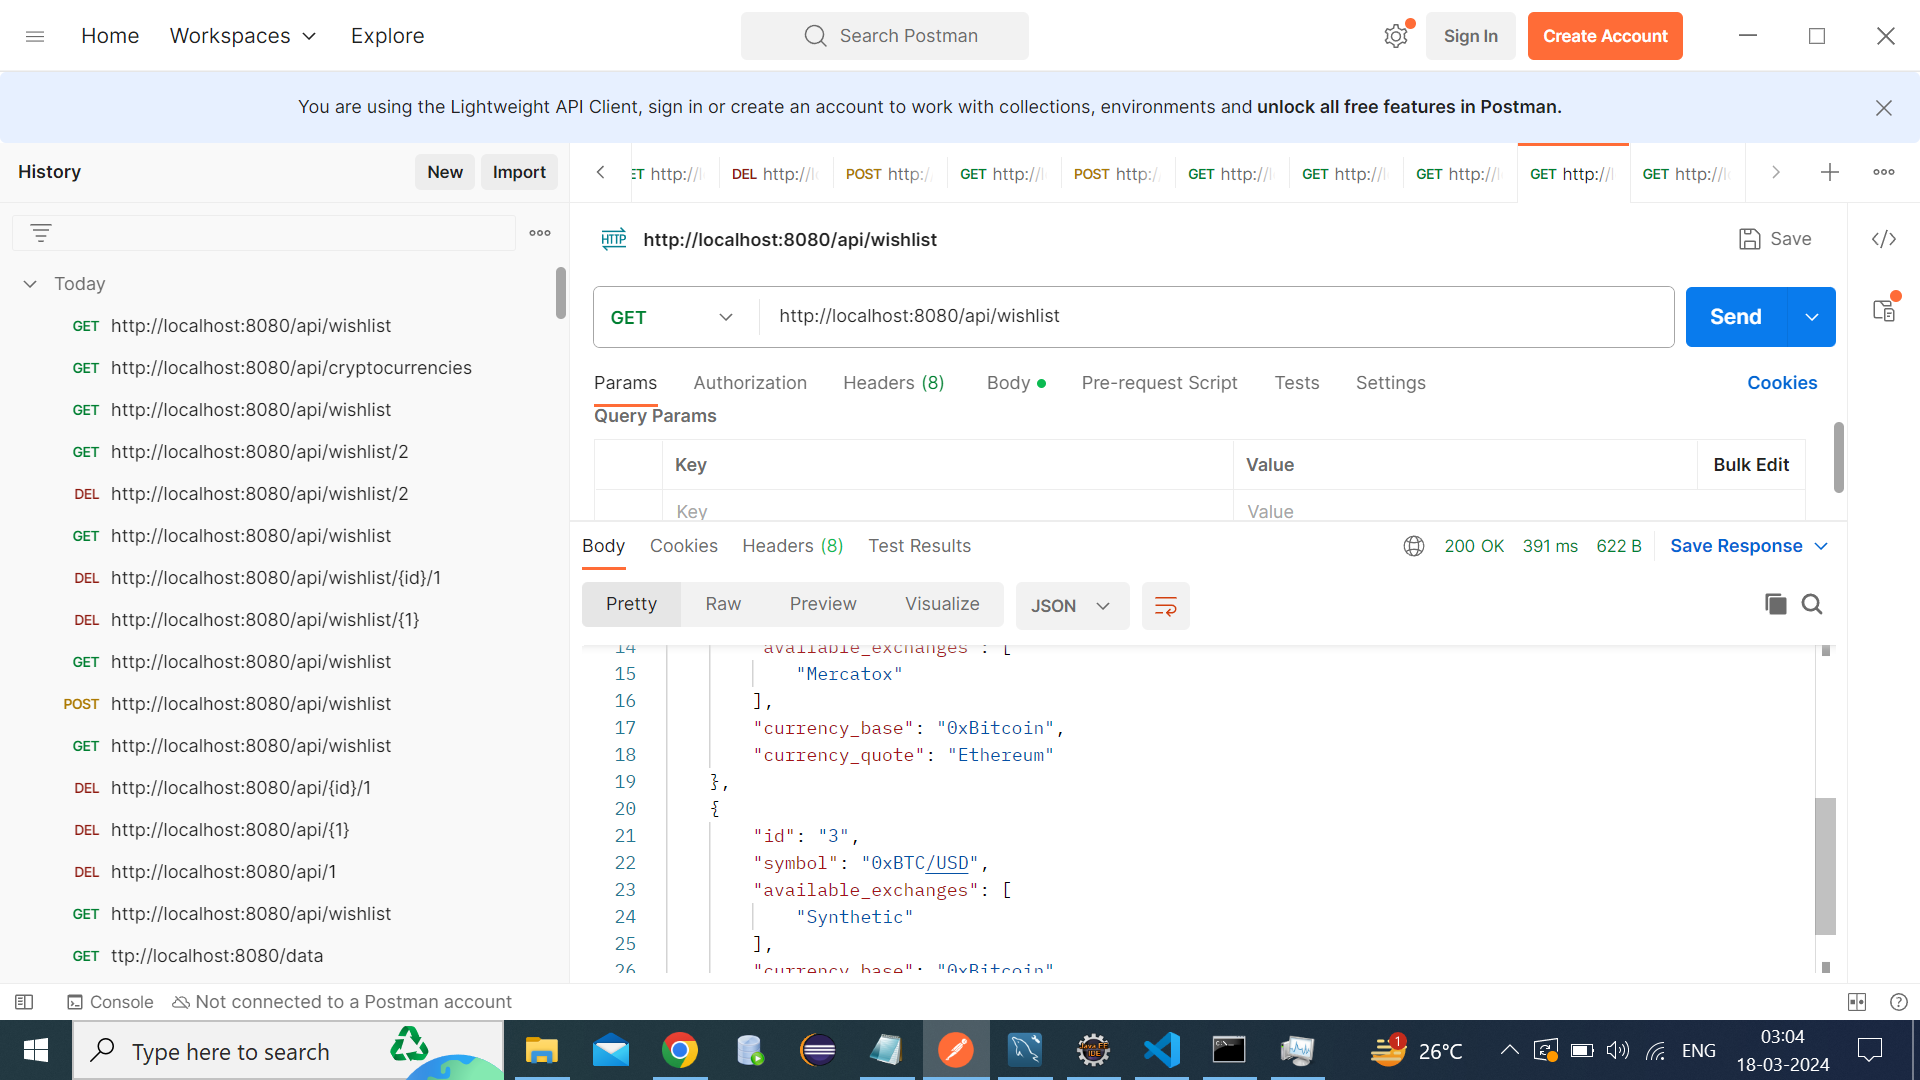 Home
Workspaces
Explore
Search Postman
Sign In
Create Account
You are using the Lightweight API Client, sign in or create an account to work with collections, environments and unlock all free features in Postman.
History
New
Import
ET http://l
DEL http://l
POST http:/
GET http://l
POST http:/
GET http://l
GET http://l
GET http://l
GET http://l
GET http://l
HTTP http://localhost:8080/api/wishlist
Save
Today
GET http://localhost:8080/api/wishlist
GET http://localhost:8080/api/cryptocurrencies
GET http://localhost:8080/api/wishlist
GET http://localhost:8080/api/wishlist/2
DEL http://localhost:8080/api/wishlist/2
GET http://localhost:8080/api/wishlist
DEL http://localhost:8080/api/wishlist/{id}/1
DEL http://localhost:8080/api/wishlist/{1}
GET http://localhost:8080/api/wishlist
POST http://localhost:8080/api/wishlist
GET http://localhost:8080/api/wishlist
DEL http://localhost:8080/api/{id}/1
DEL http://localhost:8080/api/{1}
DEL http://localhost:8080/api/1
GET http://localhost:8080/api/wishlist
GET ttp://localhost:8080/data
GET
http://localhost:8080/api/wishlist
Send
Params
Authorization
Headers (8)
Body
Pre-request Script
Tests
Settings
Cookies
Query Params
Key
Value
Bulk Edit
Key
Value
Body
Cookies
Headers (8)
Test Results
200 OK
391 ms
622 B
Save Response
Pretty
Raw
Preview
Visualize
JSON
14 "available_exchanges": [
15 "Mercatox"
16 ],
17 "currency_base": "0xBitcoin",
18 "currency_quote": "Ethereum"
19 },
20 {
21 "id": "3",
22 "symbol": "0xBTC/USD",
23 "available_exchanges": [
24 "Synthetic"
25 ],
26 "currency_base": "0xBitcoin"
Console
Not connected to a Postman account
Type here to search
Java EE
IDE
C:\_
1
26°C
ENG
03:04
18-03-2024